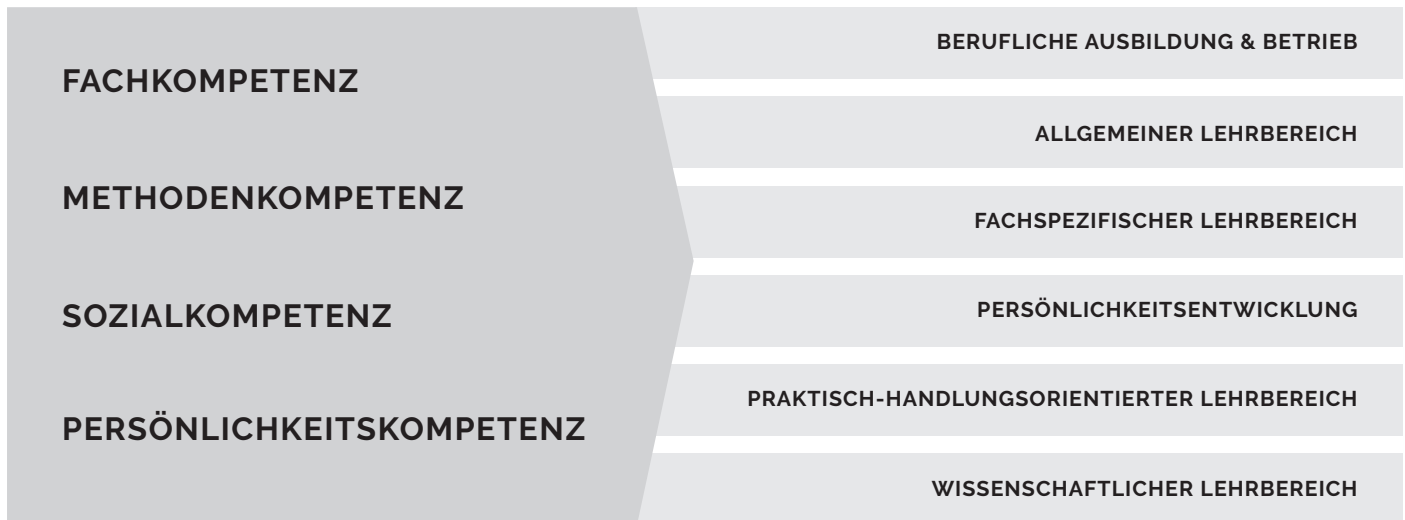 FACHKOMPETENZ
METHODENKOMPETENZ
SOZIALKOMPETENZ
PERSÖNLICHKEITSKOMPETENZ
BERUFLICHE AUSBILDUNG & BETRIEB
ALLGEMEINER LEHRBEREICH
FACHSPEZIFISCHER LEHRBEREICH
PERSÖNLICHKEITSENTWICKLUNG
PRAKTISCH-HANDLUNGSORIENTIERTER LEHRBEREICH
WISSENSCHAFTLICHER LEHRBEREICH